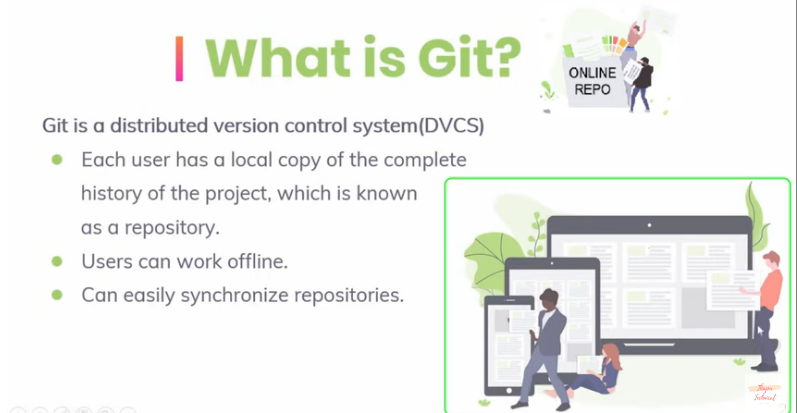 What is Git?
ONLINE
REPO
Git is a distributed version control system(DVCS)
Each user has a local copy of the complete
history of the project, which is known
as a repository.
Users can work offline.
Can easily synchronize repositories.